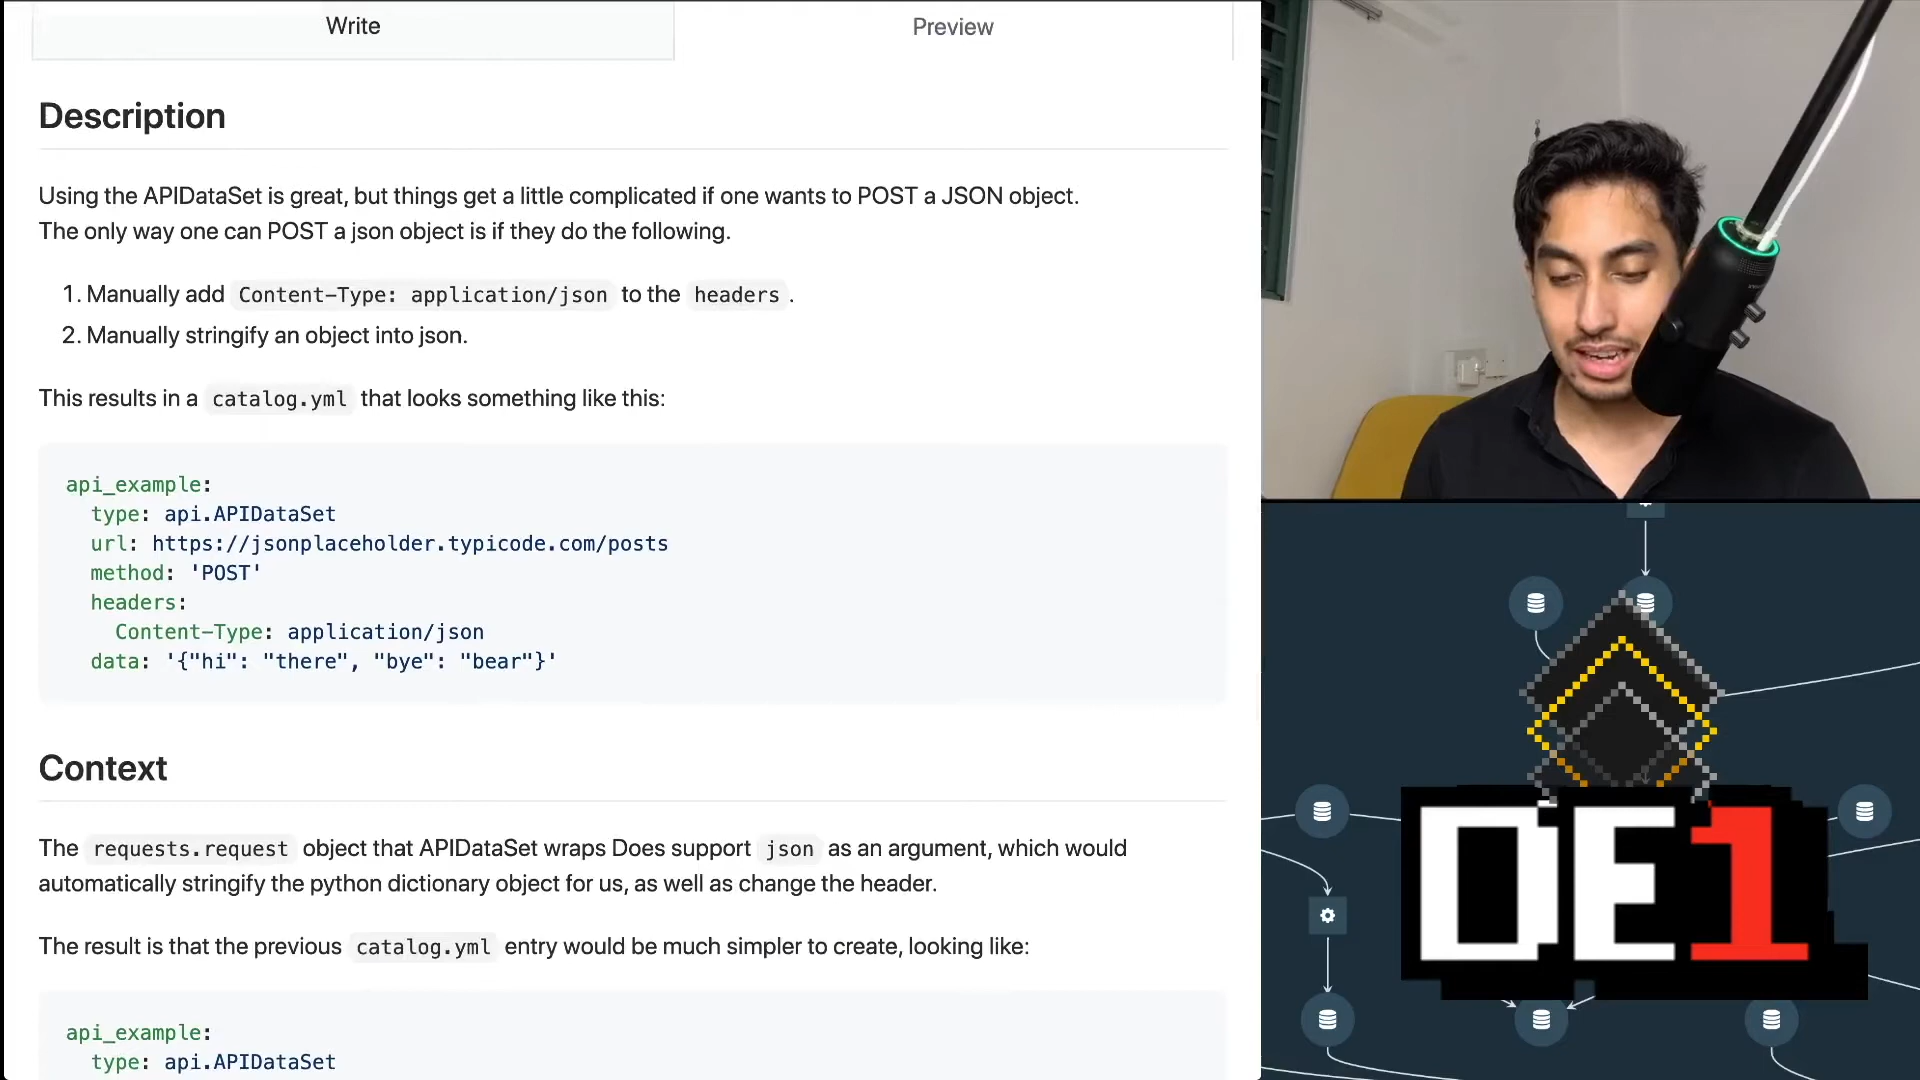 Write
Preview
Description
Using the APIDataSet is great, but things get a little complicated if one wants to POST a JSON object.
The only way one can POST a json object is if they do the following.
1. Manually add Content-Type: application/json to the headers .
2. Manually stringify an object into json.
This results in a catalog.yml that looks something like this:
api_example:
type: api.APIDataSet
url: https://jsonplaceholder.typicode.com/posts
method: 'POST'
headers:
Content-Type: application/json
data: '{"hi": "there", "bye": "bear"}'
Context
The requests.request object that APIDataSet wraps Does support json as an argument, which would
automatically stringify the python dictionary object for us, as well as change the header.
The result is that the previous catalog.yml entry would be much simpler to create, looking like:
api_example:
type: api.APIDataSet
DE1